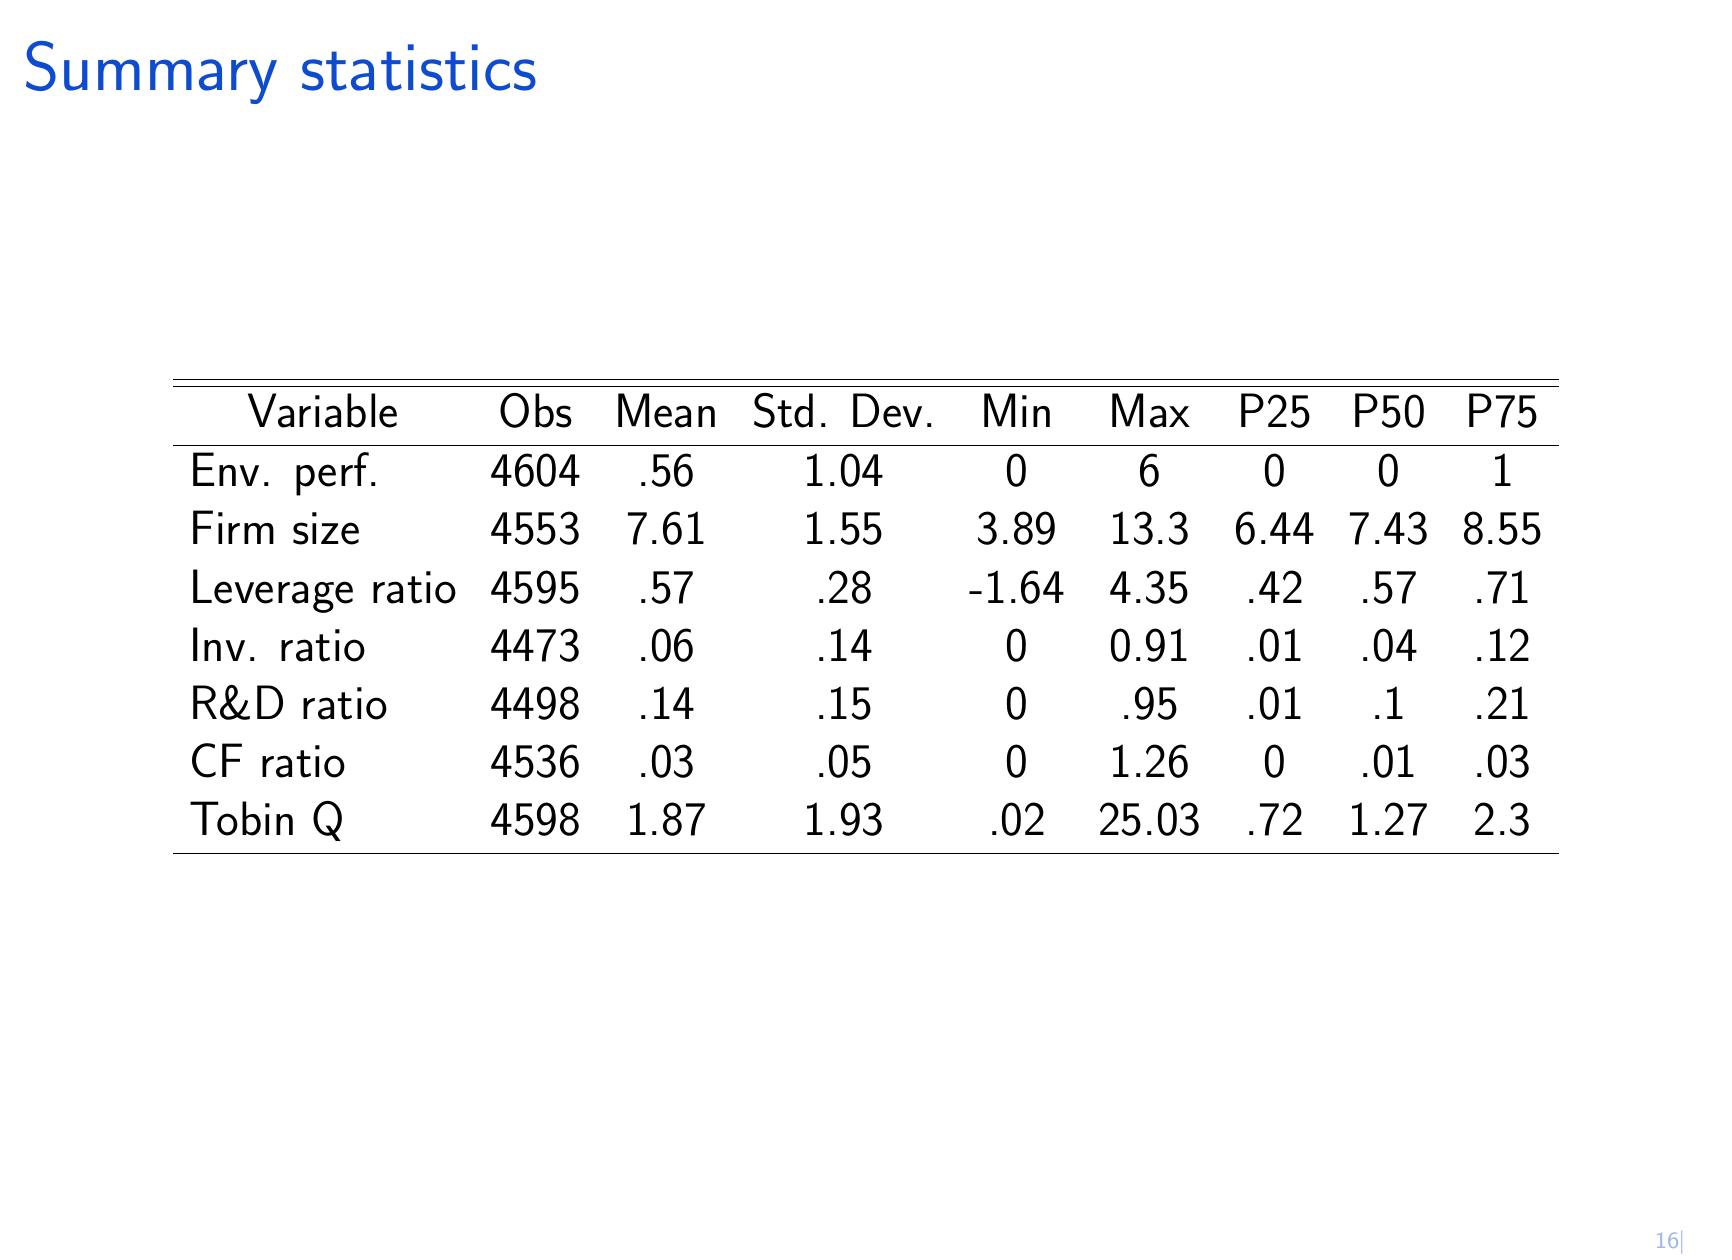 Summary statistics
Variable Obs Mean Std. Dev. Min Max P25 P50 P75
Env. perf. 4604 .56 1.04 0 6 0 0 1
Firm size 4553 7.61 1.55 3.89 13.3 6.44 7.43 8.55
Leverage ratio 4595 .57 .28 -1.64 4.35 .42 .57 .71
Inv. ratio 4473 .06 .14 0 0.91 .01 .04 .12
R&D ratio 4498 .14 .15 0 .95 .01 .1 .21
CF ratio 4536 .03 .05 0 1.26 0 .01 .03
Tobin Q 4598 1.87 1.93 .02 25.03 .72 1.27 2.3
16|